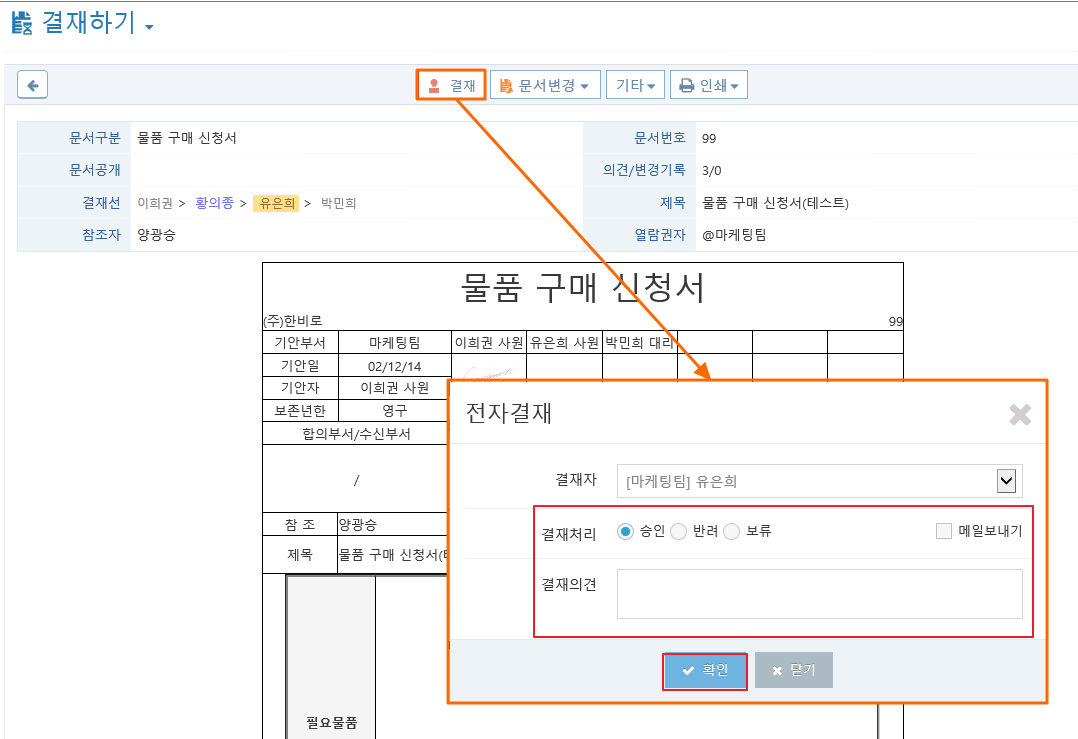 결재하기
결재 문서변경 기타 인쇄
문서구분 물품 구매 신청서 문서번호 99
문서공개 의견/변경기록 3/0
결재선 이희권 > 황의종 > 유은희 > 박민희 제목 물품 구매 신청서(테스트)
참조자 양광승 열람권자 @마케팅팀
물품 구매 신청서
(주)한비로 99
기안부서 마케팅팀 이희권 사원 유은희 사원 박민희 대리
기안일 02/12/14
기안자 이희권 사원
보존년한 영구
합의부서/수신부서
/
참 조 양광승
제목 물품 구매 신청서(
필요물품
전자결재
결재자 [마케팅팀] 유은희
결재처리 승인 반려 보류 메일보내기
결재의견
확인 닫기